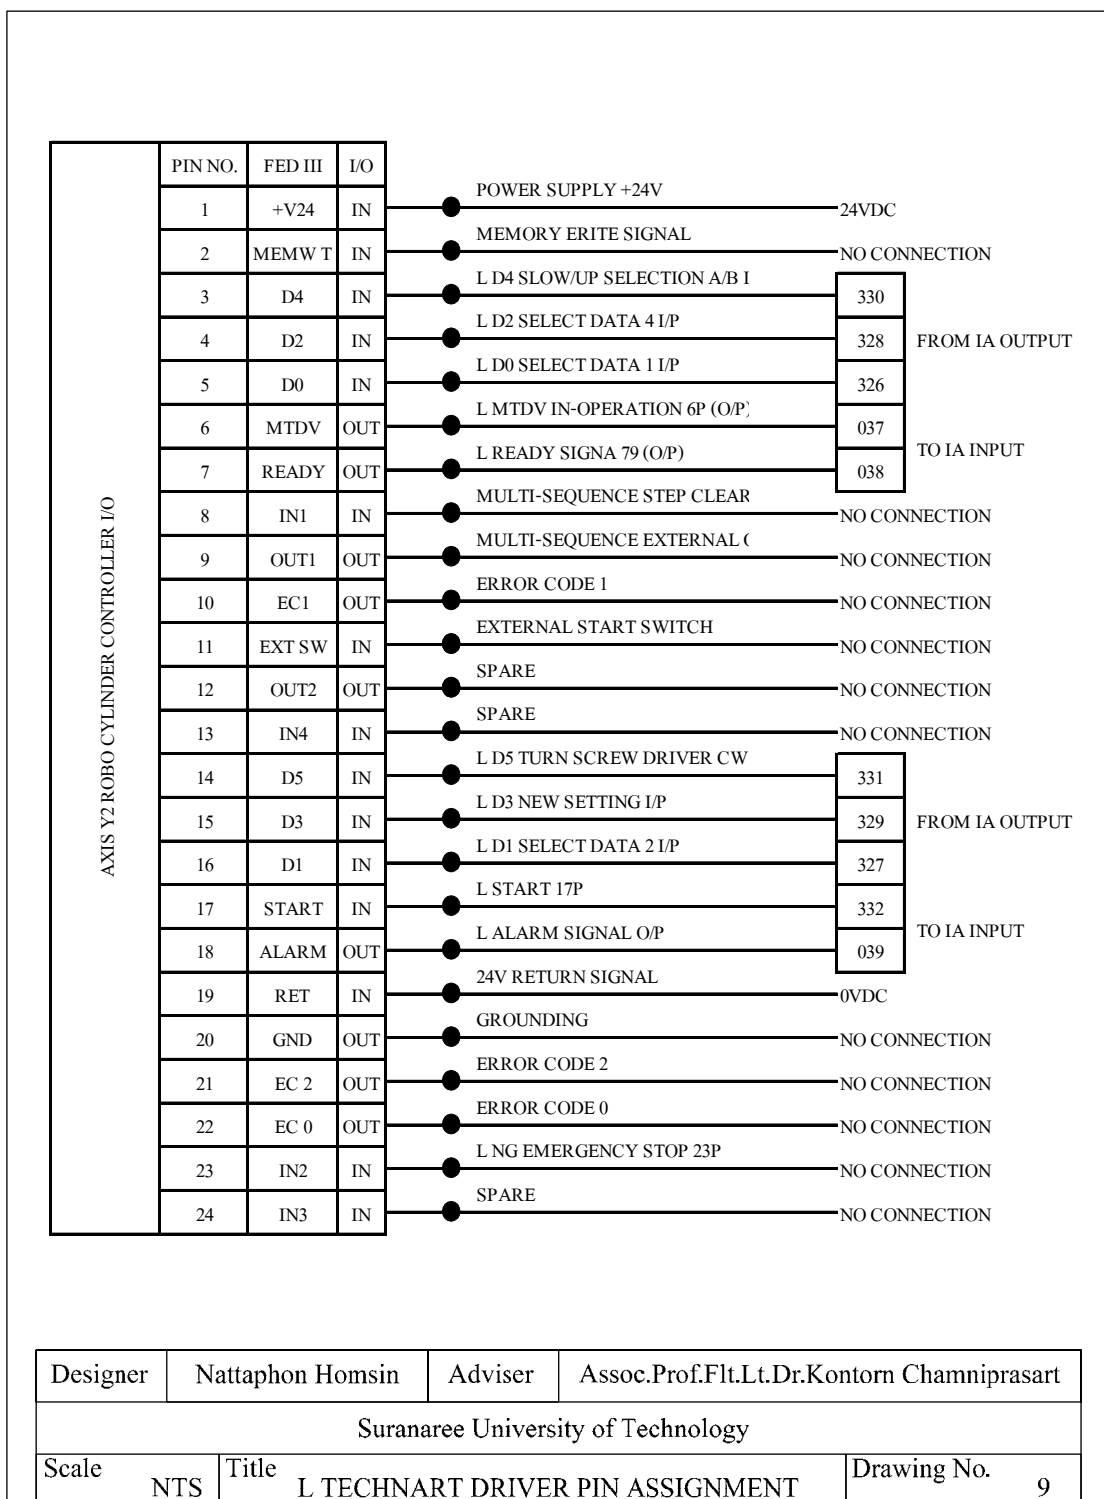 PIN NO. FED III I/O
1 +V24 IN POWER SUPPLY +24V 24VDC
2 MEMW T IN MEMORY ERITE SIGNAL NO CONNECTION
3 D4 IN L D4 SLOW/UP SELECTION A/B I 330
4 D2 IN L D2 SELECT DATA 4 I/P 328 FROM IA OUTPUT
5 D0 IN L D0 SELECT DATA 1 I/P 326
6 MTDV OUT L MTDV IN-OPERATION 6P (O/P) 037
7 READY OUT L READY SIGNA 79 (O/P) 038 TO IA INPUT
8 IN1 IN MULTI-SEQUENCE STEP CLEAR NO CONNECTION
9 OUT1 OUT MULTI-SEQUENCE EXTERNAL ( NO CONNECTION
10 EC1 OUT ERROR CODE 1 NO CONNECTION
11 EXT SW IN EXTERNAL START SWITCH NO CONNECTION
12 OUT2 OUT SPARE NO CONNECTION
13 IN4 IN SPARE NO CONNECTION
14 D5 IN L D5 TURN SCREW DRIVER CW 331
15 D3 IN L D3 NEW SETTING I/P 329 FROM IA OUTPUT
16 D1 IN L D1 SELECT DATA 2 I/P 327
17 START IN L START 17P 332
18 ALARM OUT L ALARM SIGNAL O/P 039 TO IA INPUT
19 RET IN 24V RETURN SIGNAL 0VDC
20 GND OUT GROUNDING NO CONNECTION
21 EC 2 OUT ERROR CODE 2 NO CONNECTION
22 EC 0 OUT ERROR CODE 0 NO CONNECTION
23 IN2 IN L NG EMERGENCY STOP 23P NO CONNECTION
24 IN3 IN SPARE NO CONNECTION
AXIS Y2 ROBO CYLINDER CONTROLLER I/O
Designer Nattaphon Homsin Adviser Assoc.Prof.Flt.Lt.Dr.Kontorn Chamniprasart
Suranaree University of Technology
Scale NTS Title L TECHNART DRIVER PIN ASSIGNMENT Drawing No. 9